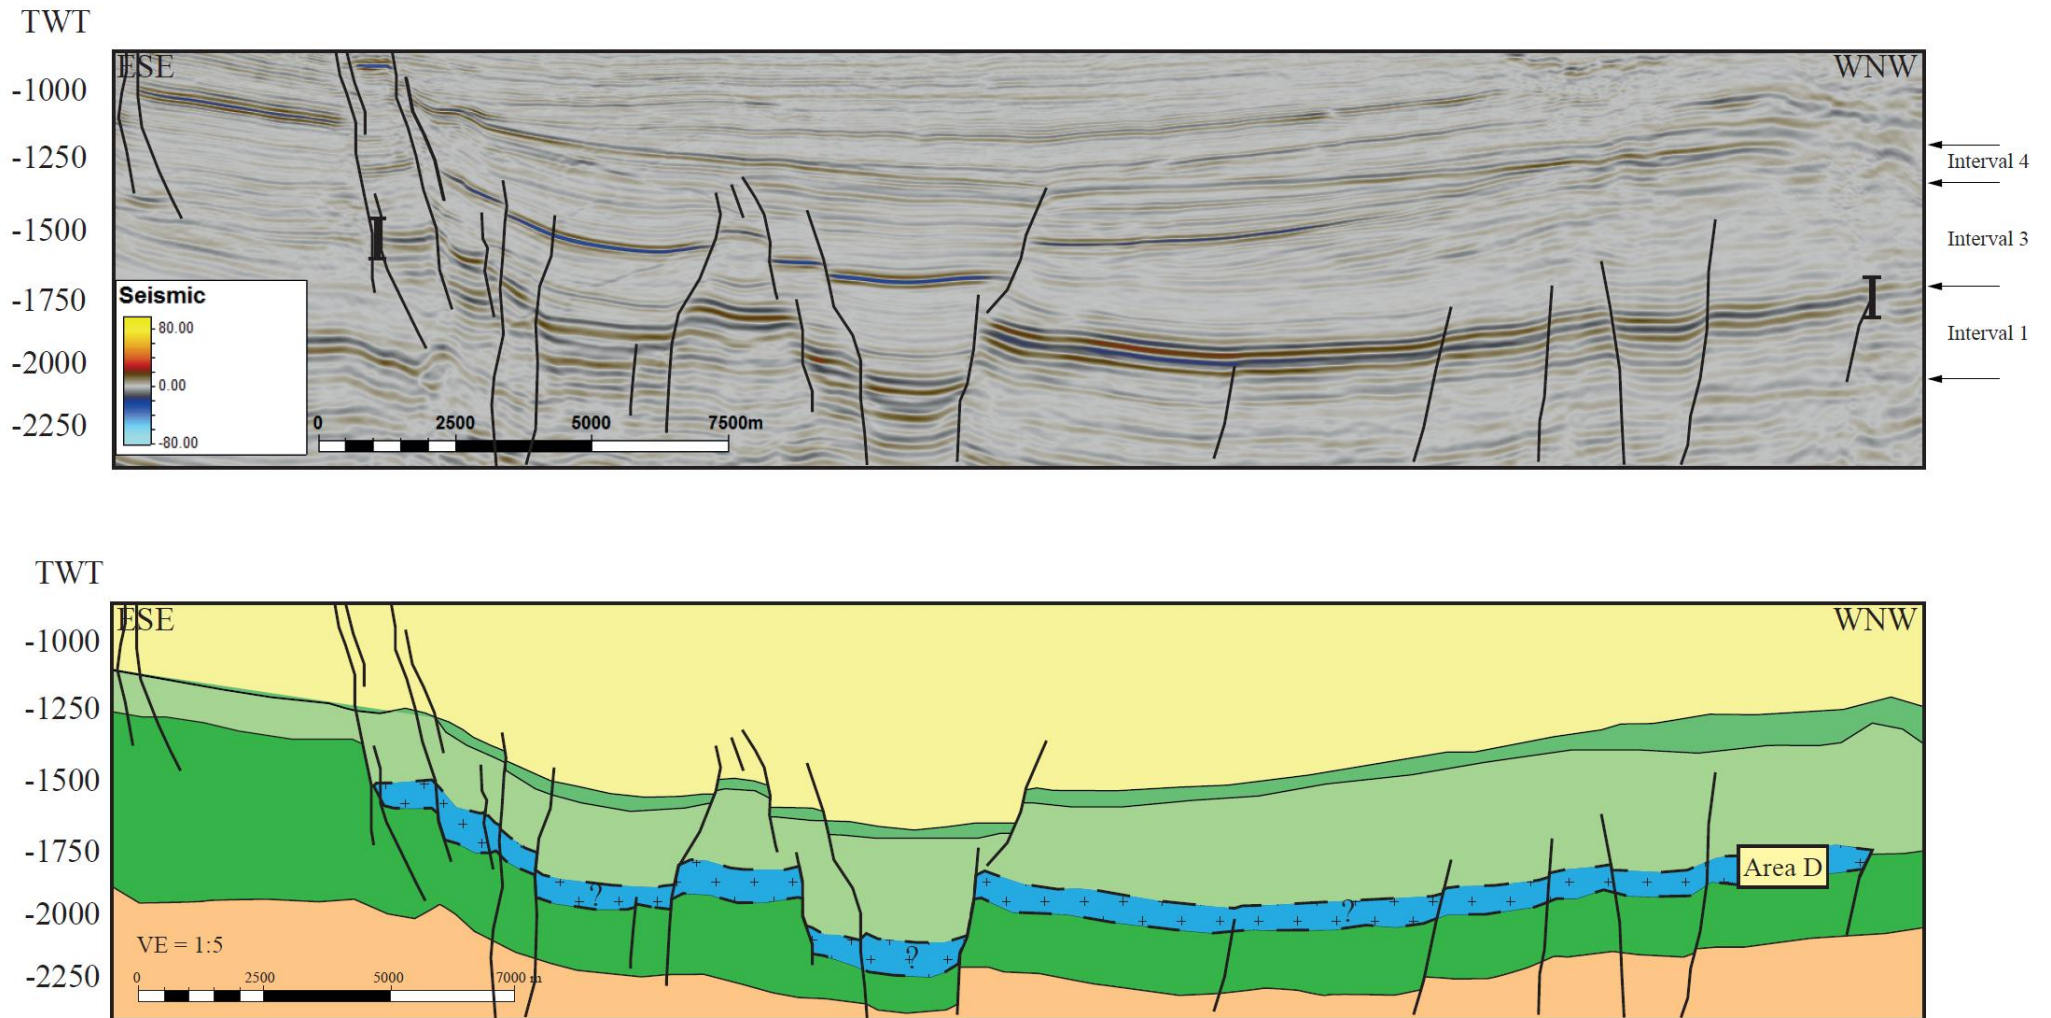 TWT
ESE
WNW
-1000
-1250
-1500
-1750
-2000
-2250
Interval 4
Interval 3
Interval 1
Seismic
80.00
0.00
-80.00
0 2500 5000 7500m
TWT
ESE
WNW
-1000
-1250
-1500
-1750
-2000
-2250
?
?
?
Area D
VE = 1:5
0 2500 5000 7000 m